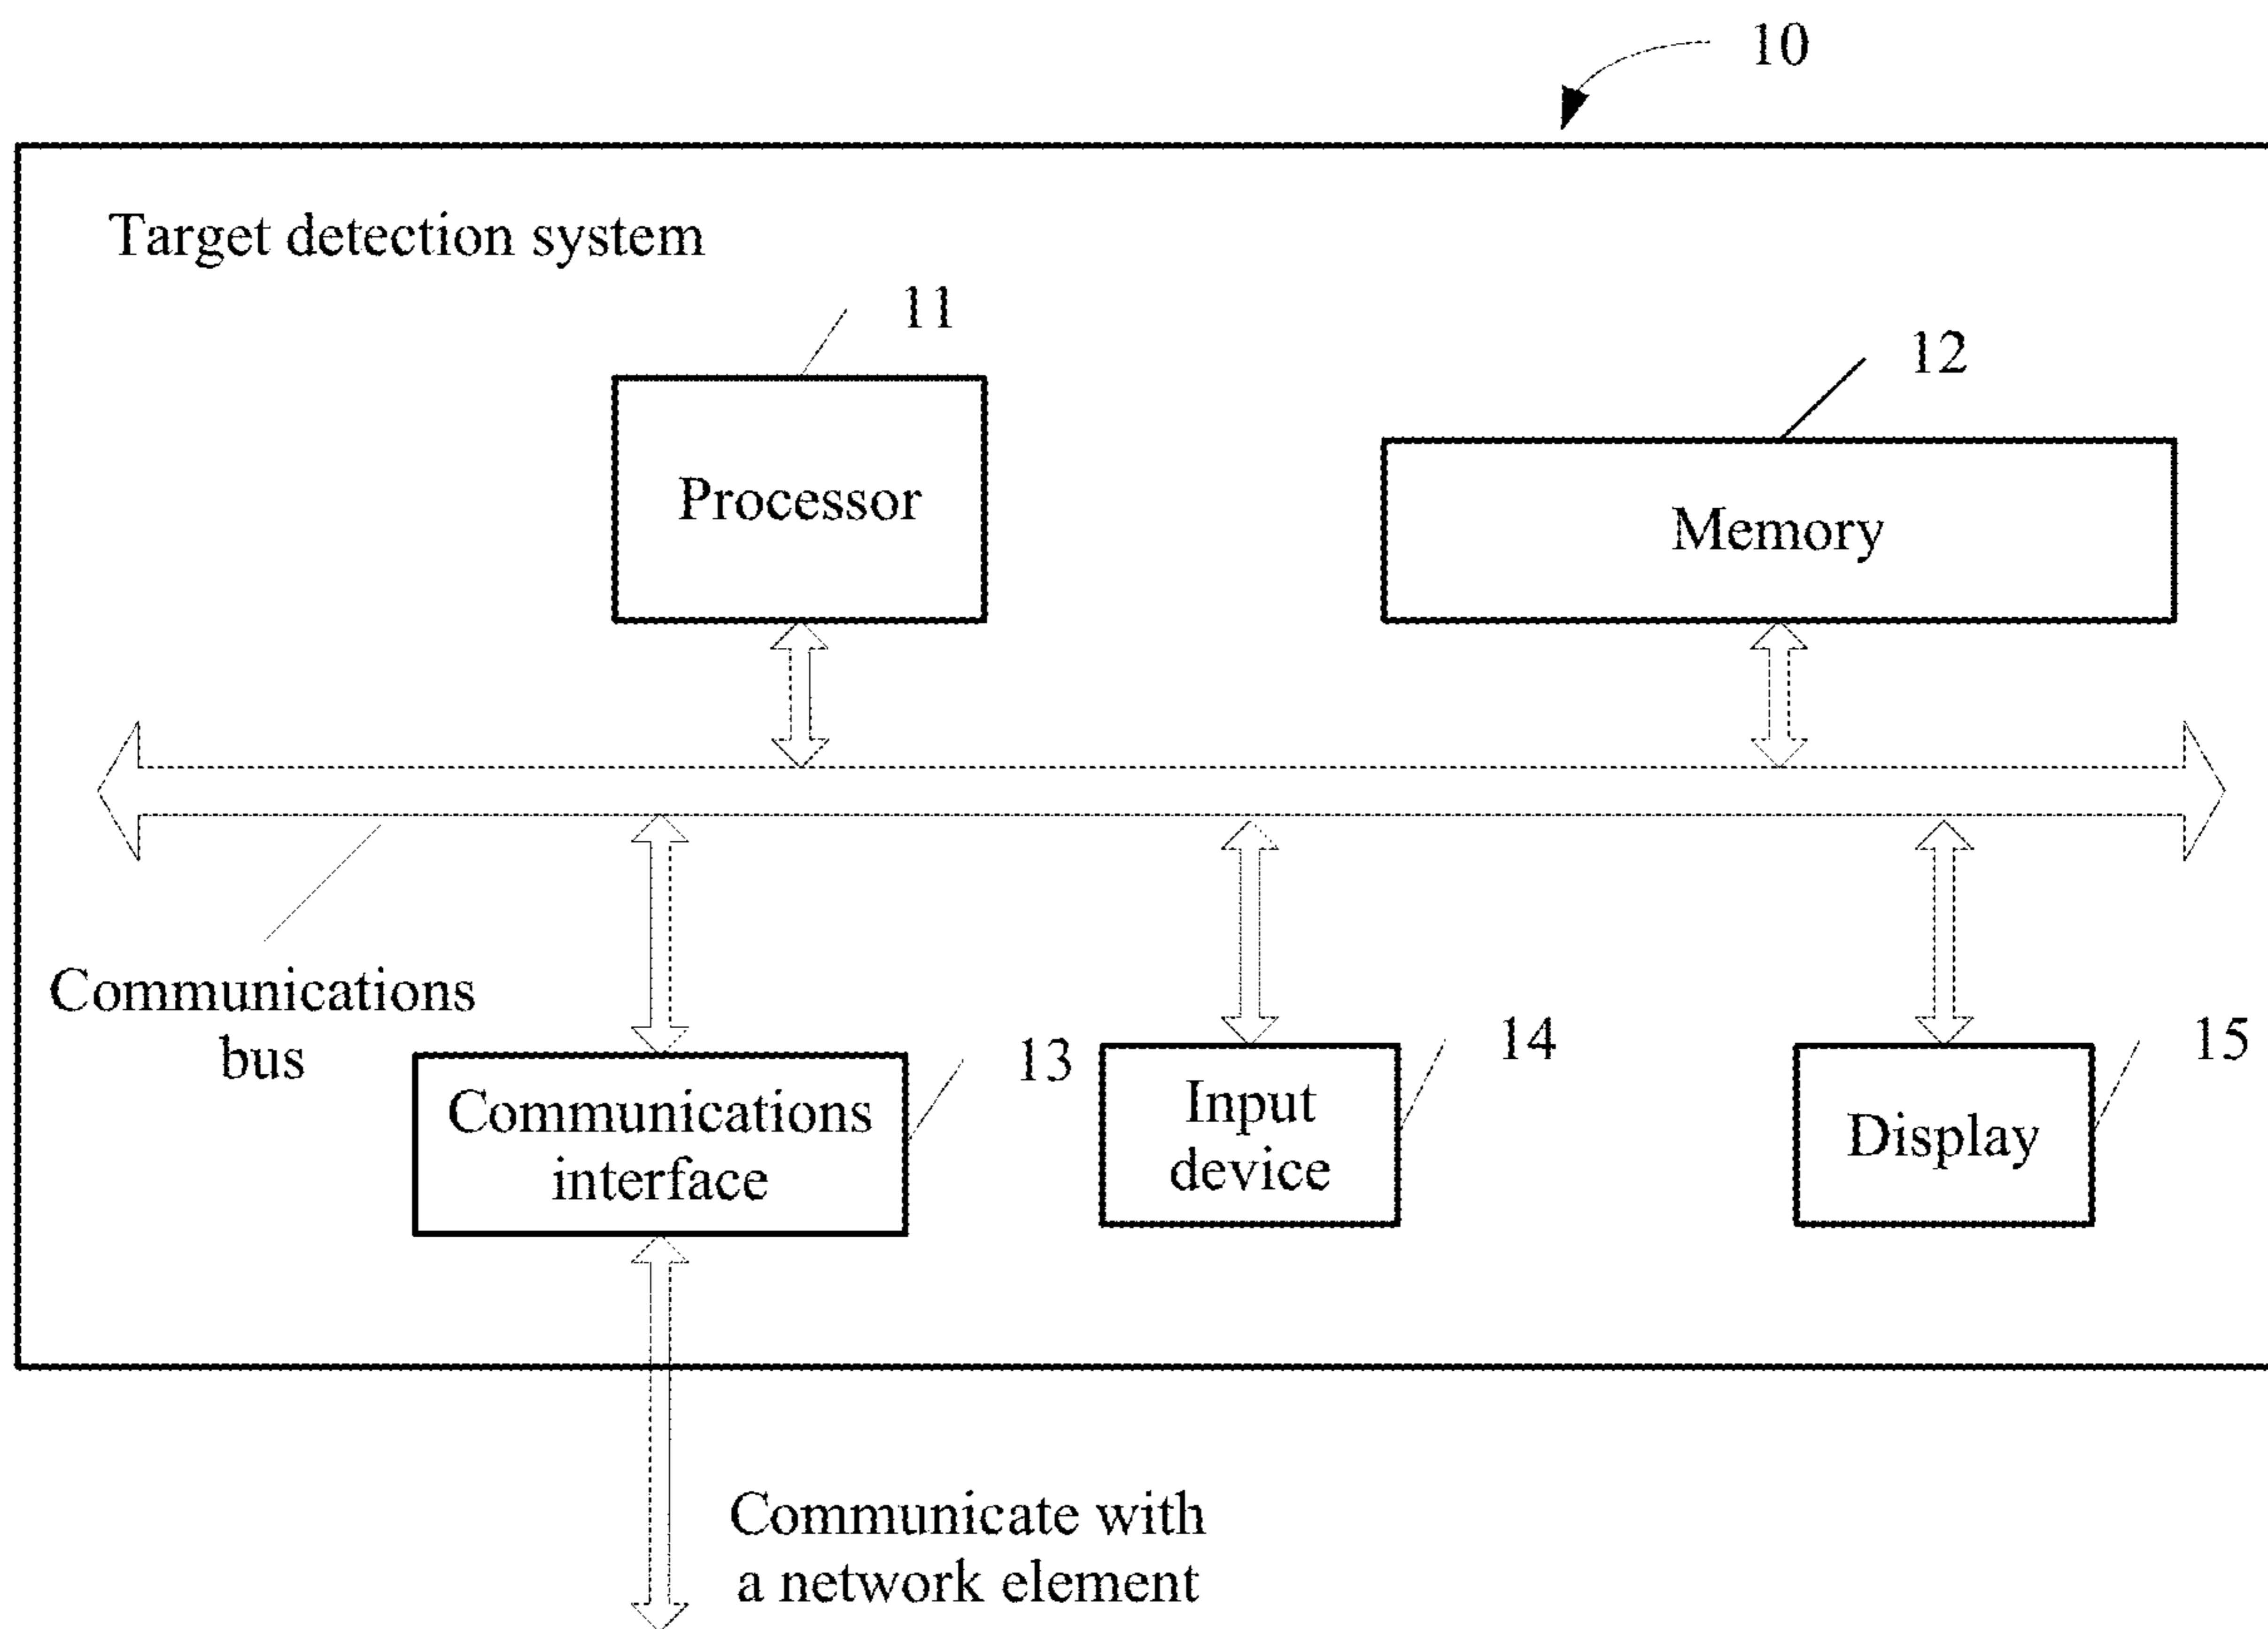 10
Target detection system
11
12
Processor
Memory
Communications
bus
13
14
15
Communications
interface
Input
device
Display
Communicate with
a network element